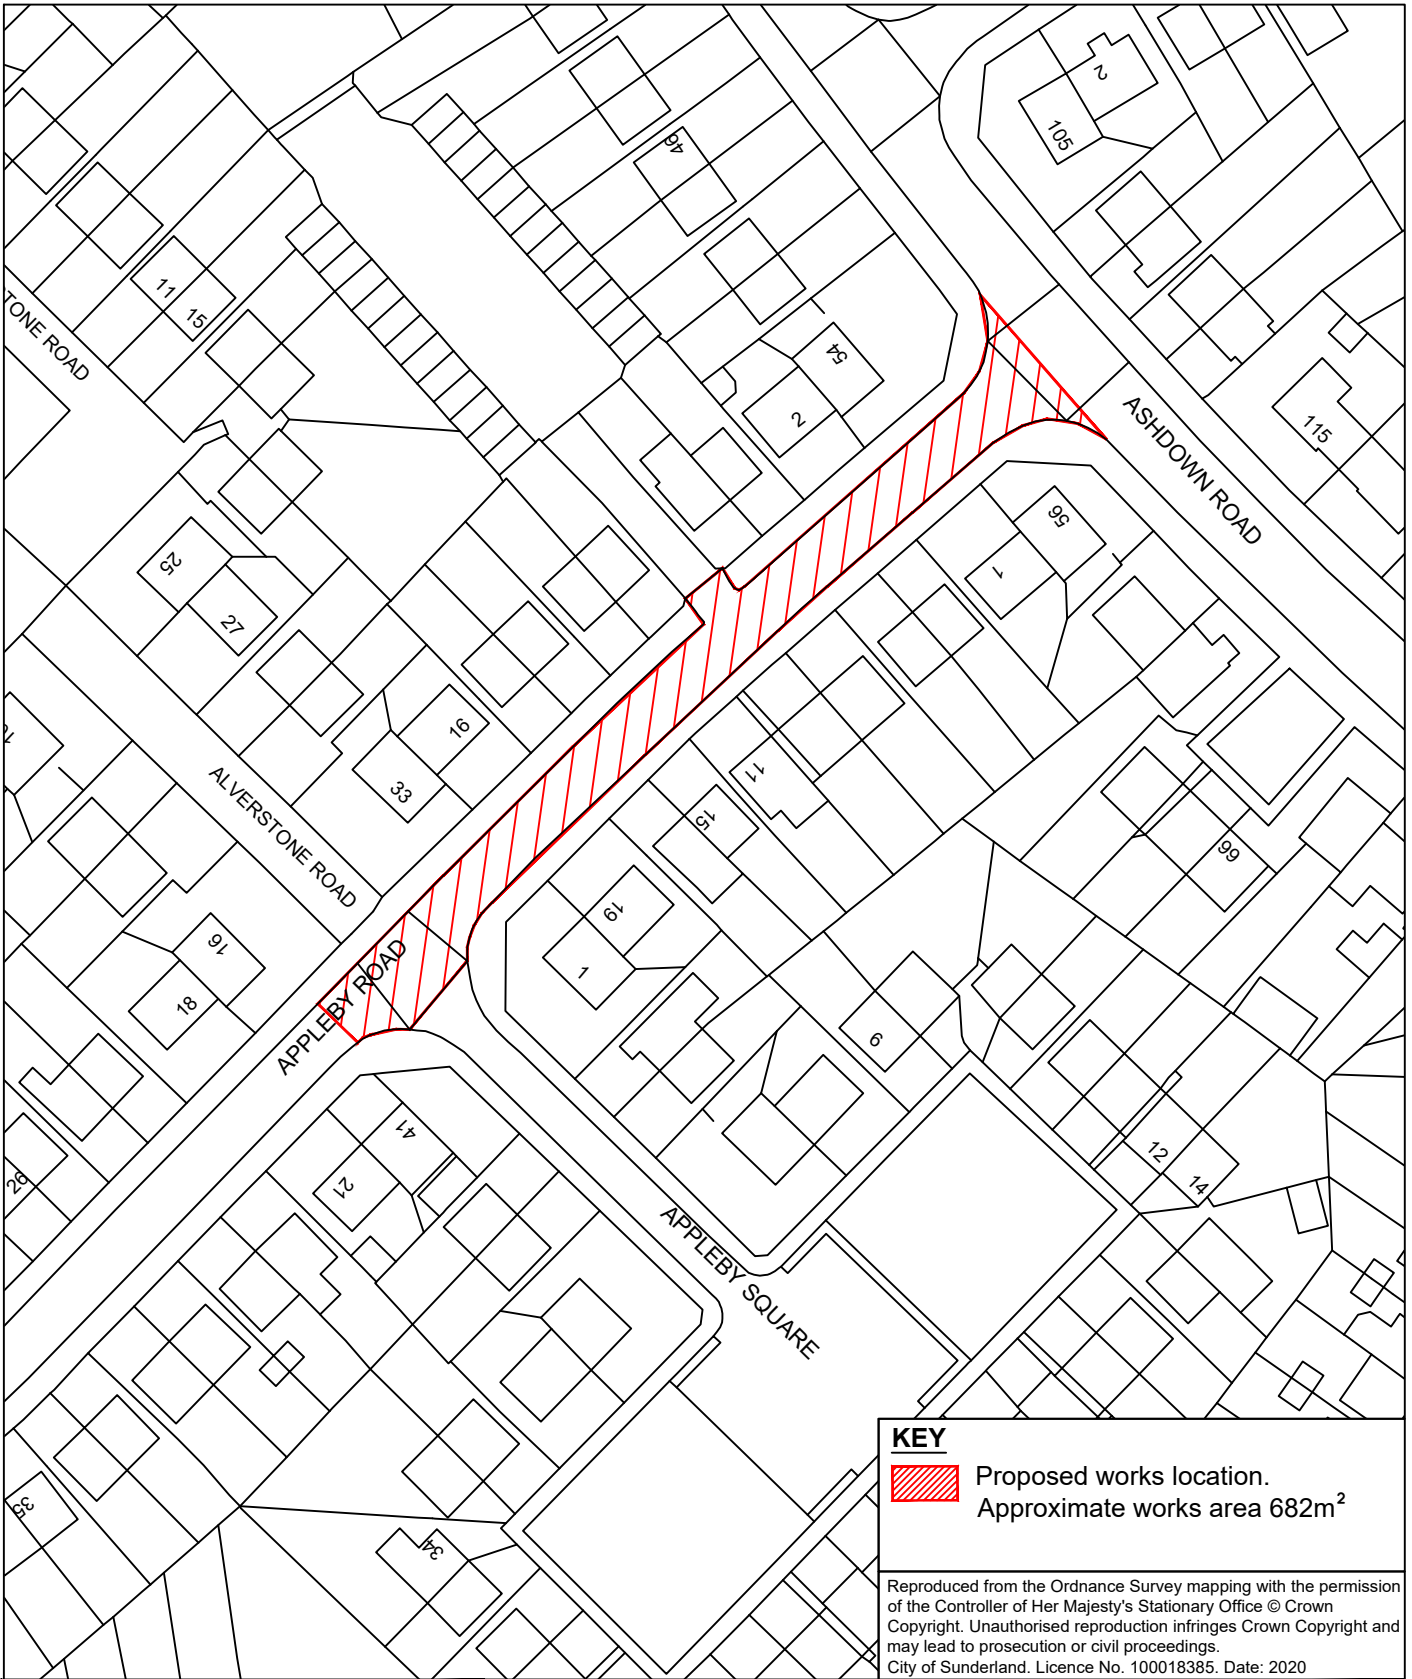 2
105
46
11
15
TONE ROAD
54
2
ASHDOWN ROAD
115
56
1
25
27
16
33
11
15
ALVERSTONE ROAD
99
19
1
16
18
APPLEBY ROAD
6
41
21
12
14
26
APPLEBY SQUARE
35
34
KEY
Proposed works location.
Approximate works area 682m²
Reproduced from the Ordnance Survey mapping with the permission
of the Controller of Her Majesty's Stationary Office © Crown
Copyright. Unauthorised reproduction infringes Crown Copyright and
may lead to prosecution or civil proceedings.
City of Sunderland. Licence No. 100018385. Date: 2020